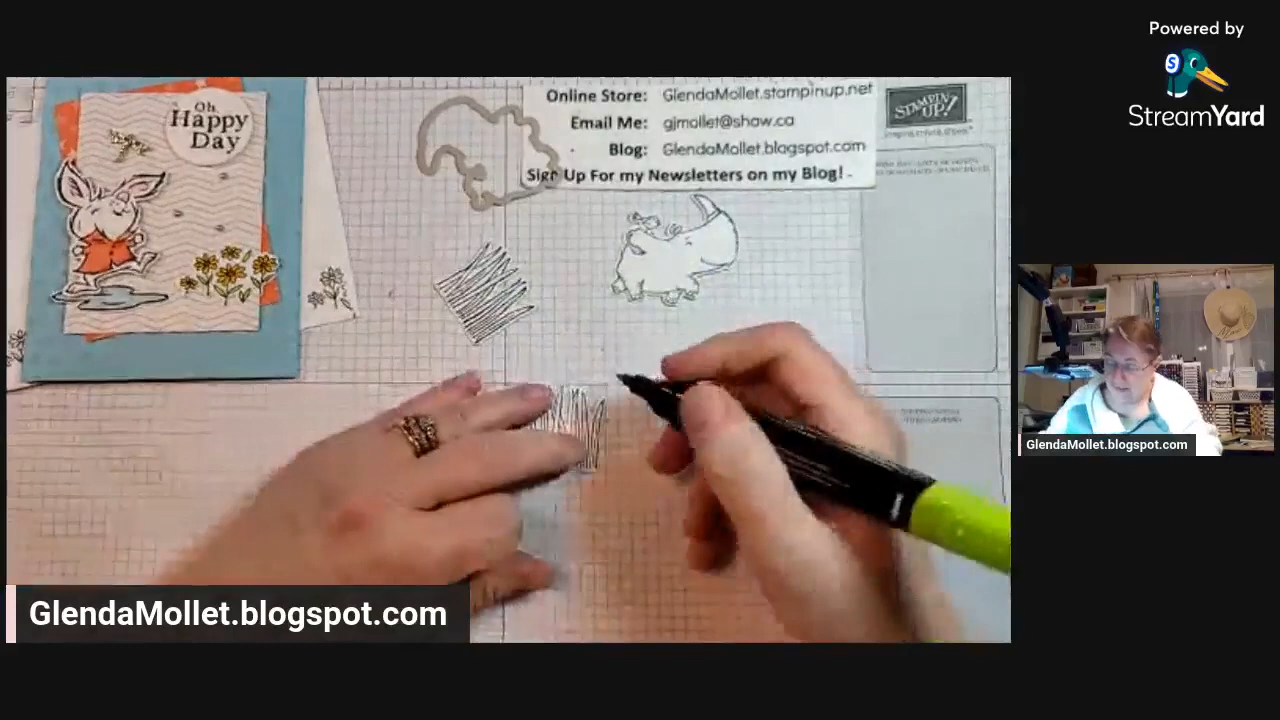 Powered by
S
StreamYard
Online Store: GlendaMollet.stampinup.net
Email Me: gjmollet@shaw.ca
Blog: GlendaMollet.blogspot.com
Sign Up For my Newsletters on my Blog!
STAMPIN' UP!
Oh,
Happy
Day
GlendaMollet.blogspot.com
GlendaMollet.blogspot.com